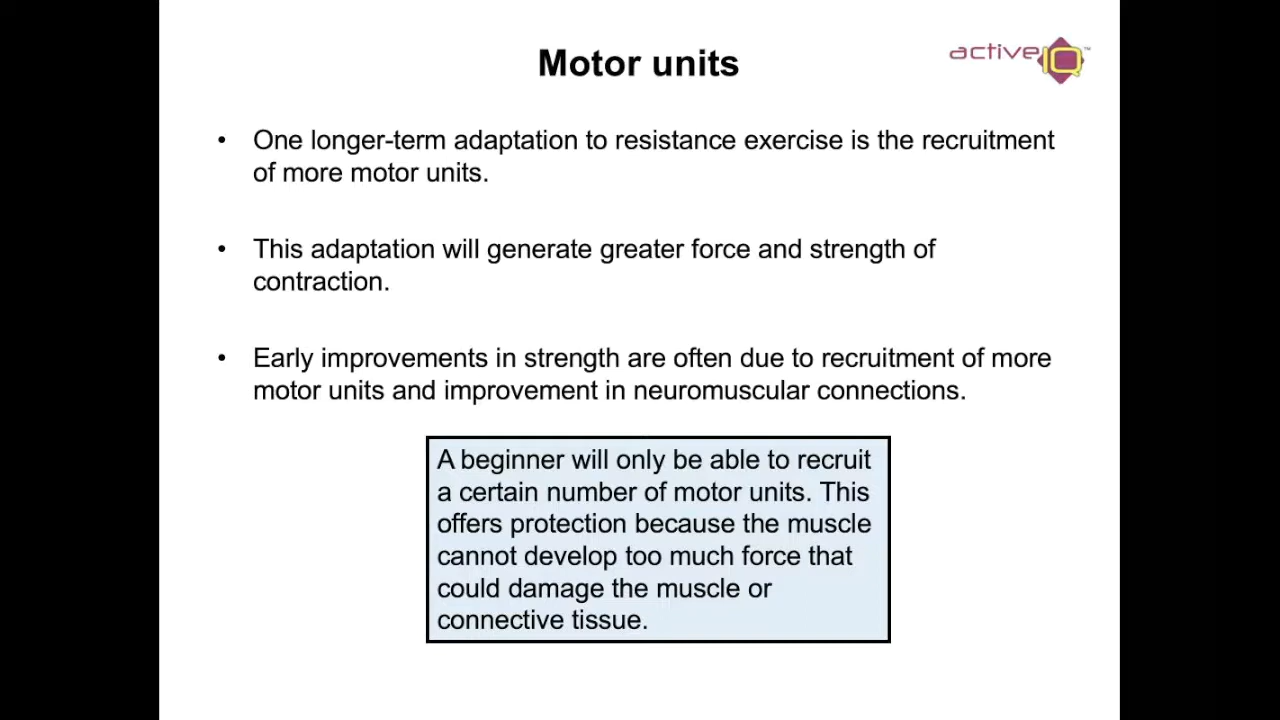 Motor units
active IQ™
• One longer-term adaptation to resistance exercise is the recruitment
of more motor units.
• This adaptation will generate greater force and strength of
contraction.
• Early improvements in strength are often due to recruitment of more
motor units and improvement in neuromuscular connections.
A beginner will only be able to recruit
a certain number of motor units. This
offers protection because the muscle
cannot develop too much force that
could damage the muscle or
connective tissue.